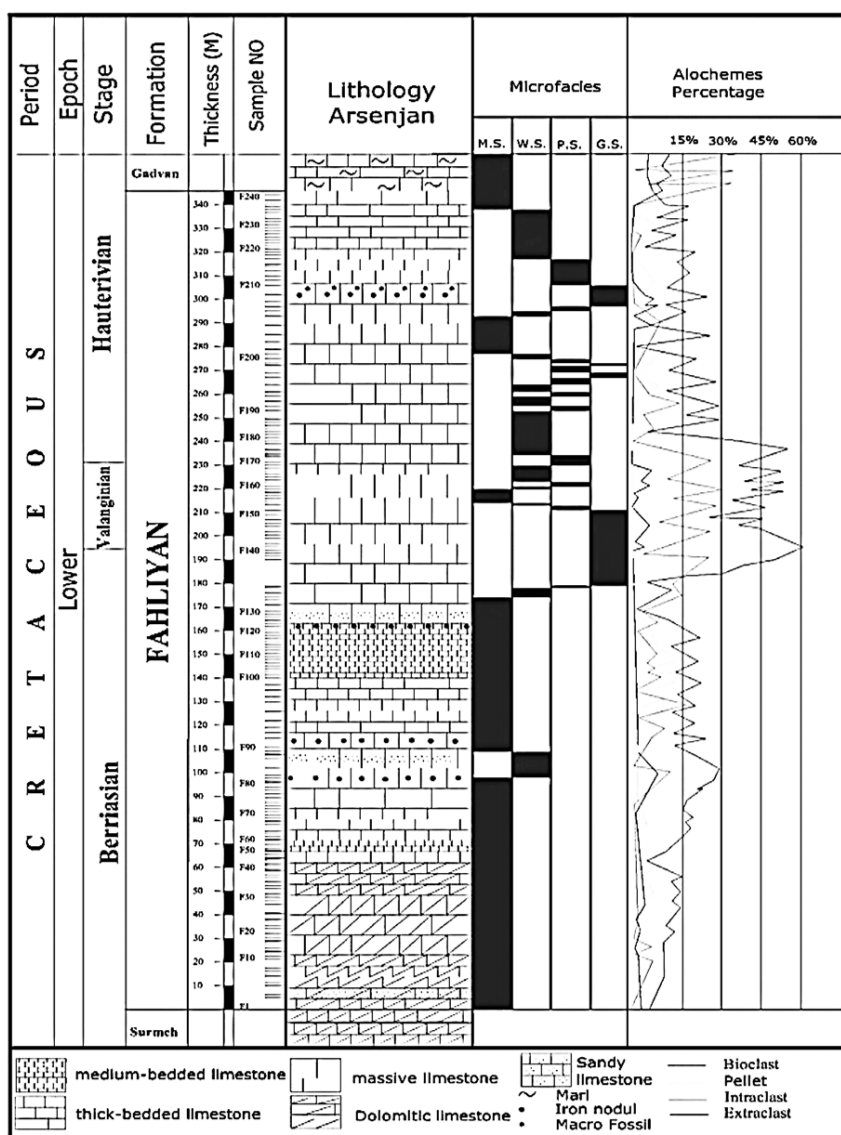 Period
Epoch
Stage
Formation
Thickness (M)
Sample NO
Lithology
Arsenjan
Microfacies
Alochemes
Percentage
M.S. W.S. P.S. G.S.
15% 30% 45% 60%
CRETACEOUS
Lower
Hauterivian
Valanginian
Berriasian
Gadvan
FAHLIYAN
Surmeh
340
330
320
310
300
290
280
270
260
250
240
230
220
210
200
190
180
170
160
150
140
130
120
110
100
90
80
70
60
50
40
30
20
10
F240
F230
F220
F210
F200
F190
F180
F170
F160
F150
F140
F130
F120
F110
F100
F90
F80
F70
F60
F50
F40
F30
F20
F10
F1
medium-bedded limestone
thick-bedded limestone
massive limestone
Dolomitic limestone
Sandy
limestone
Marl
Iron nodul
Macro Fossil
Bioclast
Pellet
Intraclast
Extraclast